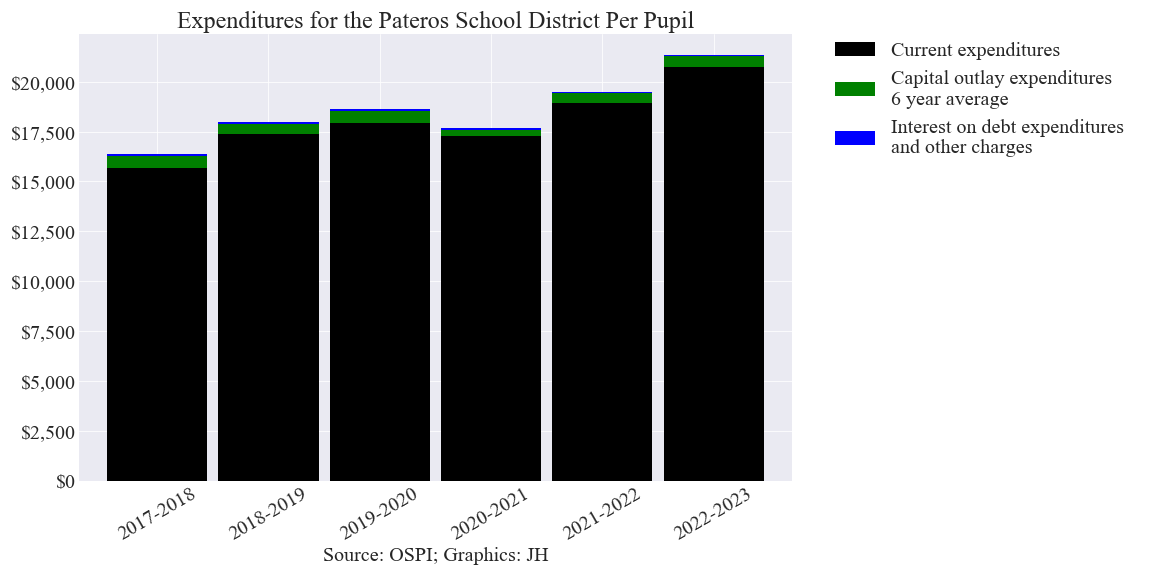 Expenditures for the Pateros School District Per Pupil
$20,000
$17,500
$15,000
$12,500
$10,000
$7,500
$5,000
$2,500
$0
2017-2018
2018-2019
2019-2020
2020-2021
2021-2022
2022-2023
Source: OSPI; Graphics: JH
Current expenditures
Capital outlay expenditures
6 year average
Interest on debt expenditures
and other charges